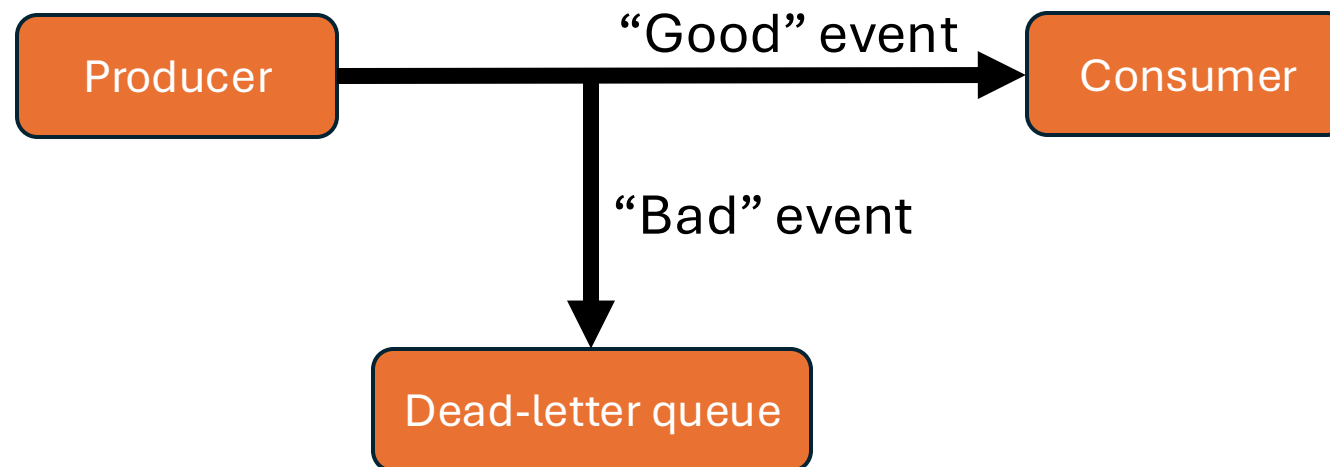 “Good” event
Producer
Consumer
“Bad” event
Dead-letter queue